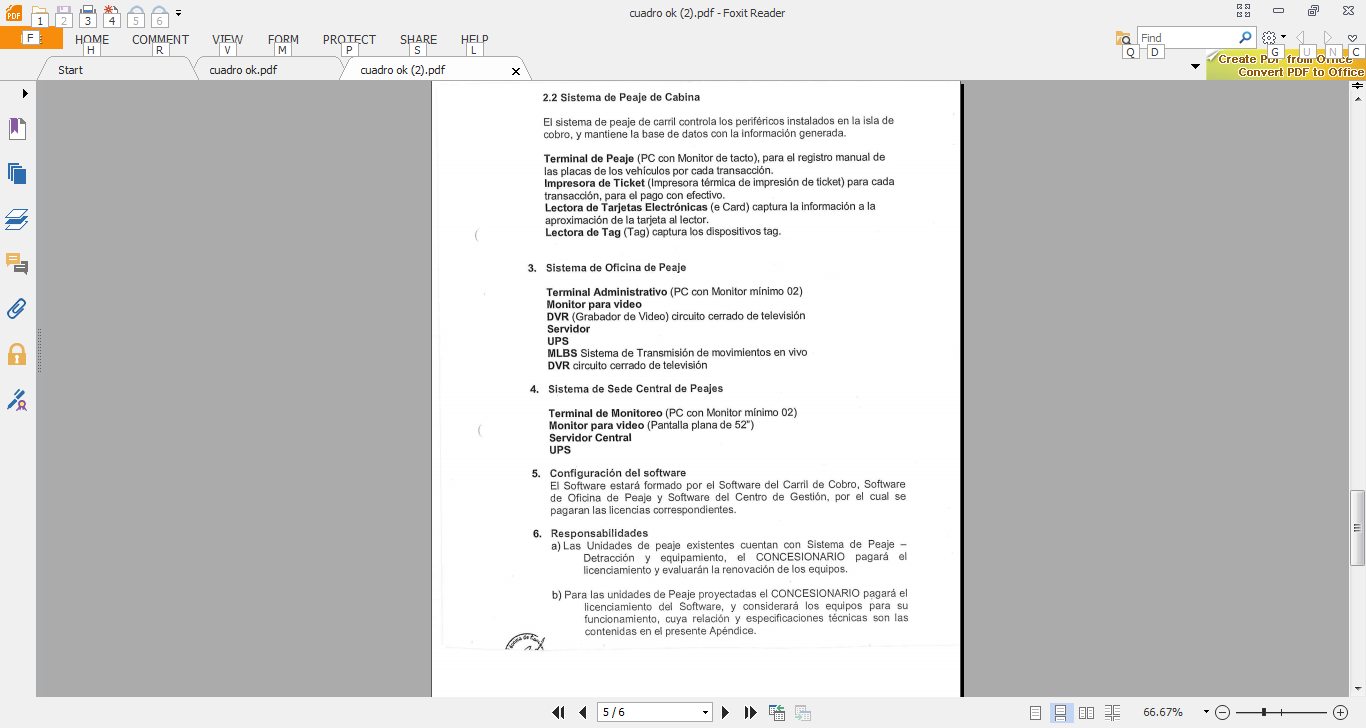 cuadro ok (2).pdf - Foxit Reader
1 2 3 4 5 6
F
HOME COMMENT VIEW FORM PROTECT SHARE HELP
H R V M P S L
Find
Q D G U N C
Start cuadro ok.pdf cuadro ok (2).pdf
Create PDF from Office
Convert PDF to Office
2.2 Sistema de Peaje de Cabina
El sistema de peaje de carril controla los periféricos instalados en la isla de
cobro, y mantiene la base de datos con la información generada.
Terminal de Peaje (PC con Monitor de tacto), para el registro manual de
las placas de los vehículos por cada transacción.
Impresora de Ticket (Impresora térmica de impresión de ticket) para cada
transacción, para el pago con efectivo.
Lectora de Tarjetas Electrónicas (e Card) captura la información a la
aproximación de la tarjeta al lector.
Lectora de Tag (Tag) captura los dispositivos tag.
3. Sistema de Oficina de Peaje
Terminal Administrativo (PC con Monitor mínimo 02)
Monitor para video
DVR (Grabador de Video) circuito cerrado de televisión
Servidor
UPS
MLBS Sistema de Transmisión de movimientos en vivo
DVR circuito cerrado de televisión
4. Sistema de Sede Central de Peajes
Terminal de Monitoreo (PC con Monitor mínimo 02)
Monitor para video (Pantalla plana de 52")
Servidor Central
UPS
5. Configuración del software
El Software estará formado por el Software del Carril de Cobro, Software
de Oficina de Peaje y Software del Centro de Gestión, por el cual se
pagaran las licencias correspondientes.
6. Responsabilidades
a) Las Unidades de peaje existentes cuentan con Sistema de Peaje –
Detracción y equipamiento, el CONCESIONARIO pagará el
licenciamiento y evaluarán la renovación de los equipos.
b) Para las unidades de Peaje proyectadas el CONCESIONARIO pagará el
licenciamiento del Software, y considerará los equipos para su
funcionamiento, cuya relación y especificaciones técnicas son las
contenidas en el presente Apéndice.
5 / 6
66.67%